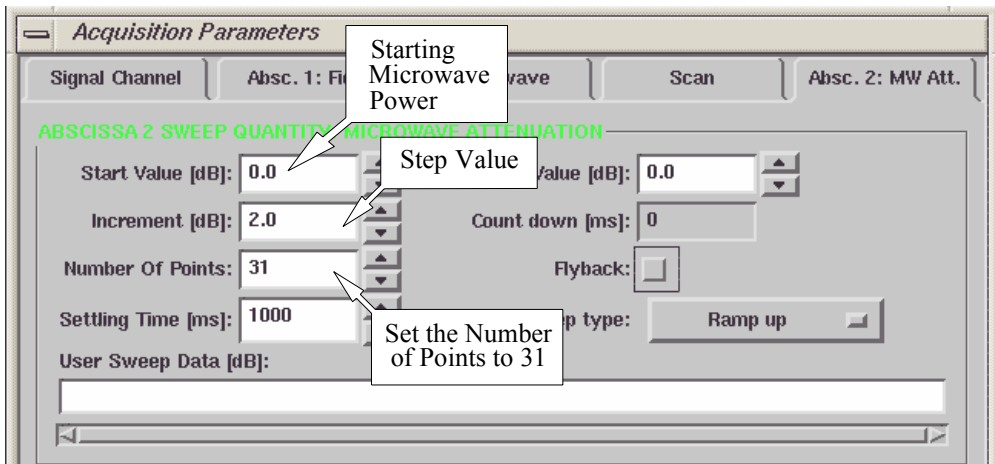 Acquisition Parameters
Starting
Microwave
Power
Signal Channel
Absc. 1: Fi
wave
Scan
Absc. 2: MW Att.
ABSCISSA 2 SWEEP QUANTITY: MICROWAVE ATTENUATION
Step Value
Start Value [dB]: 0.0
Value [dB]: 0.0
Increment [dB]: 2.0
Count down [ms]: 0
Number Of Points: 31
Flyback:
Settling Time [ms]: 1000
Set the Number
of Points to 31
p type: Ramp up
User Sweep Data [dB]: